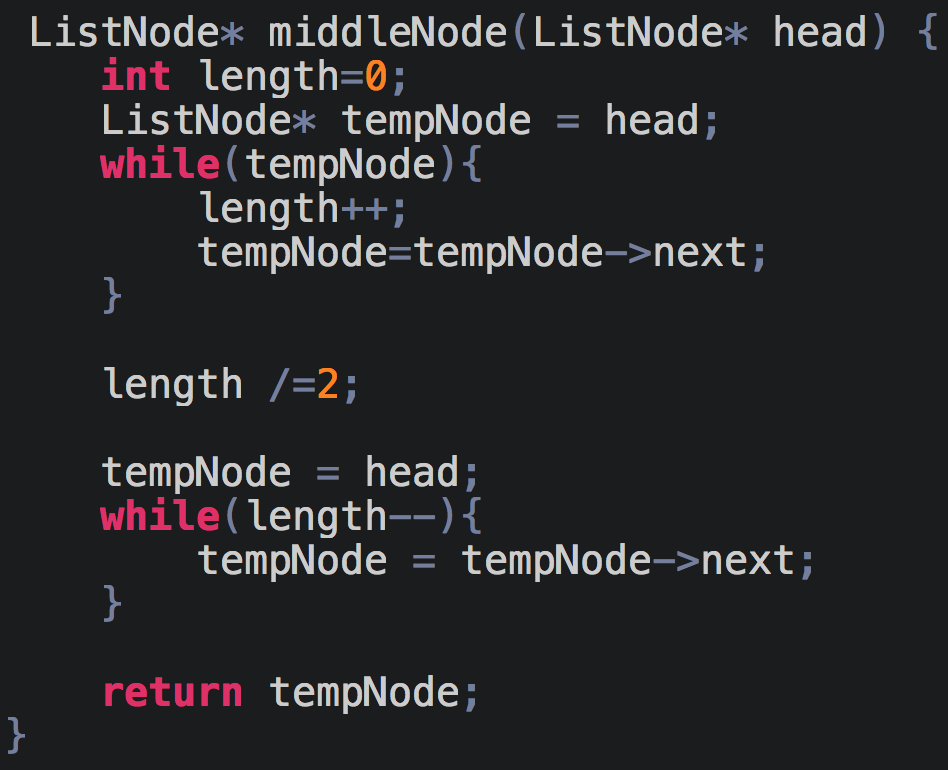 ListNode* middleNode(ListNode* head) {
int length=0;
ListNode* tempNode = head;
while(tempNode){
length++;
tempNode=tempNode->next;
}
length /=2;
tempNode = head;
while(length--){
tempNode = tempNode->next;
}
return tempNode;
}